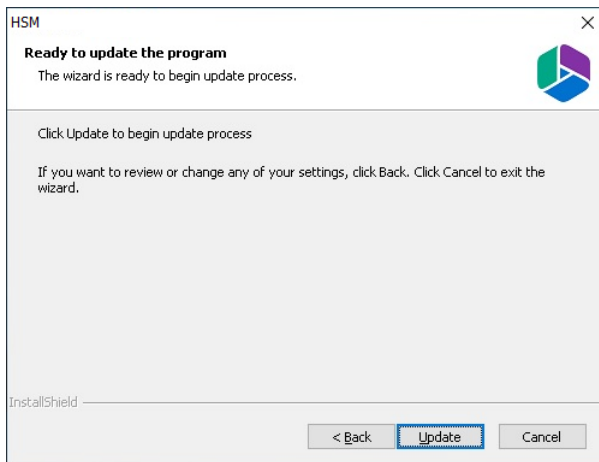 HSM
Ready to update the program
The wizard is ready to begin update process.
Click Update to begin update process
If you want to review or change any of your settings, click Back. Click Cancel to exit the
wizard.
InstallShield
< Back Update Cancel